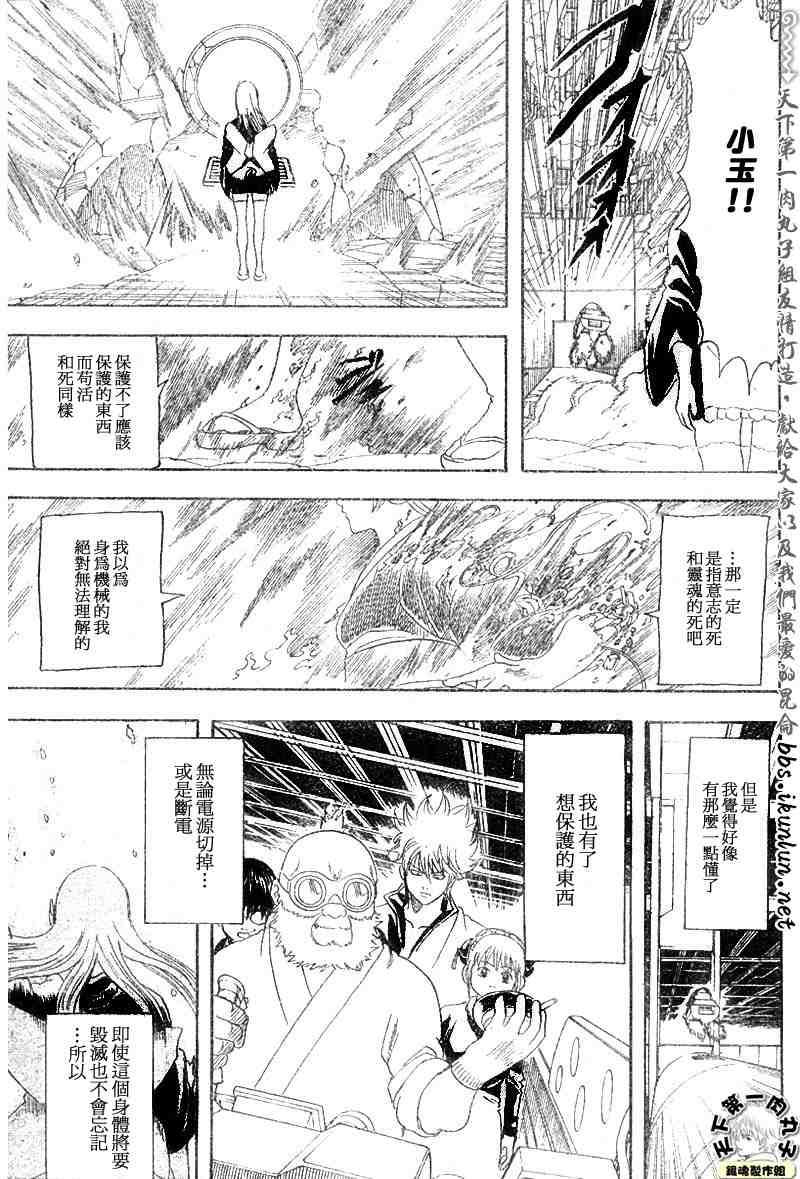 小玉!!
保護不了應該
保護的東西
而苟活
和死同樣
…那一定
是指意志的死
和靈魂的死吧
我以為
身為機械的我
絕對無法理解的
但是
我覺得好像
有那麼一點懂了
我也有了
想保護的東西
無論電源切掉…
或是斷電
即使這個身體將要
毀滅也不會忘記
…所以
天下第一肉丸子組友情打造，獻給大家以及我們最愛的昆侖 bbs.ikunlun.net
天下第一肉丸子
銀魂製作組